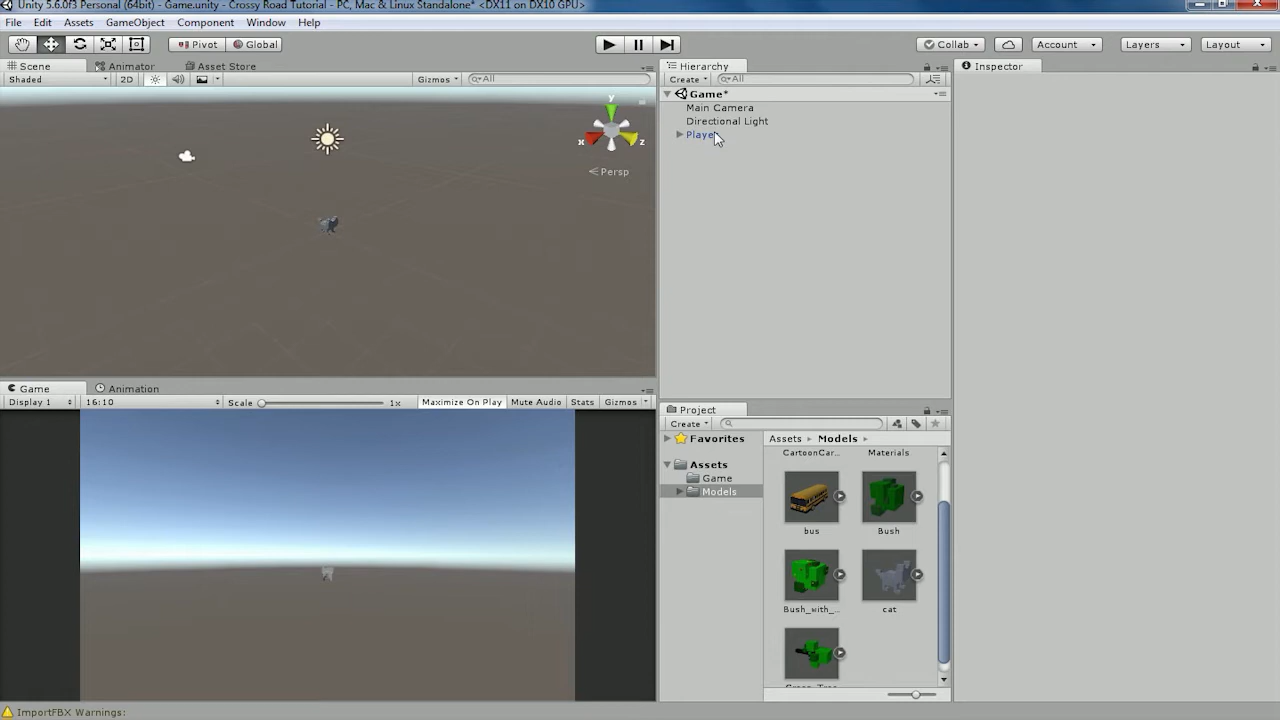 Unity 5.6.0f3 Personal (64bit) - Game.unity - Crossy Road Tutorial - PC, Mac & Linux Standalone* <DX11 on DX10 GPU>
File Edit Assets GameObject Component Window Help
Pivot Global Collab Account Layers Layout
Scene Animator Asset Store
Shaded 2D Gizmos All
y
x z
Persp
Hierarchy
Create All
Game*
Main Camera
Directional Light
Playe
Inspector
Game Animation
Display 1 16:10 Scale 1x Maximize On Play Mute Audio Stats Gizmos
Project
Create
Favorites
Assets
Game
Models
Assets Models
CartoonCar... Materials
bus Bush
Bush_with_... cat
ImportFBX Warnings: